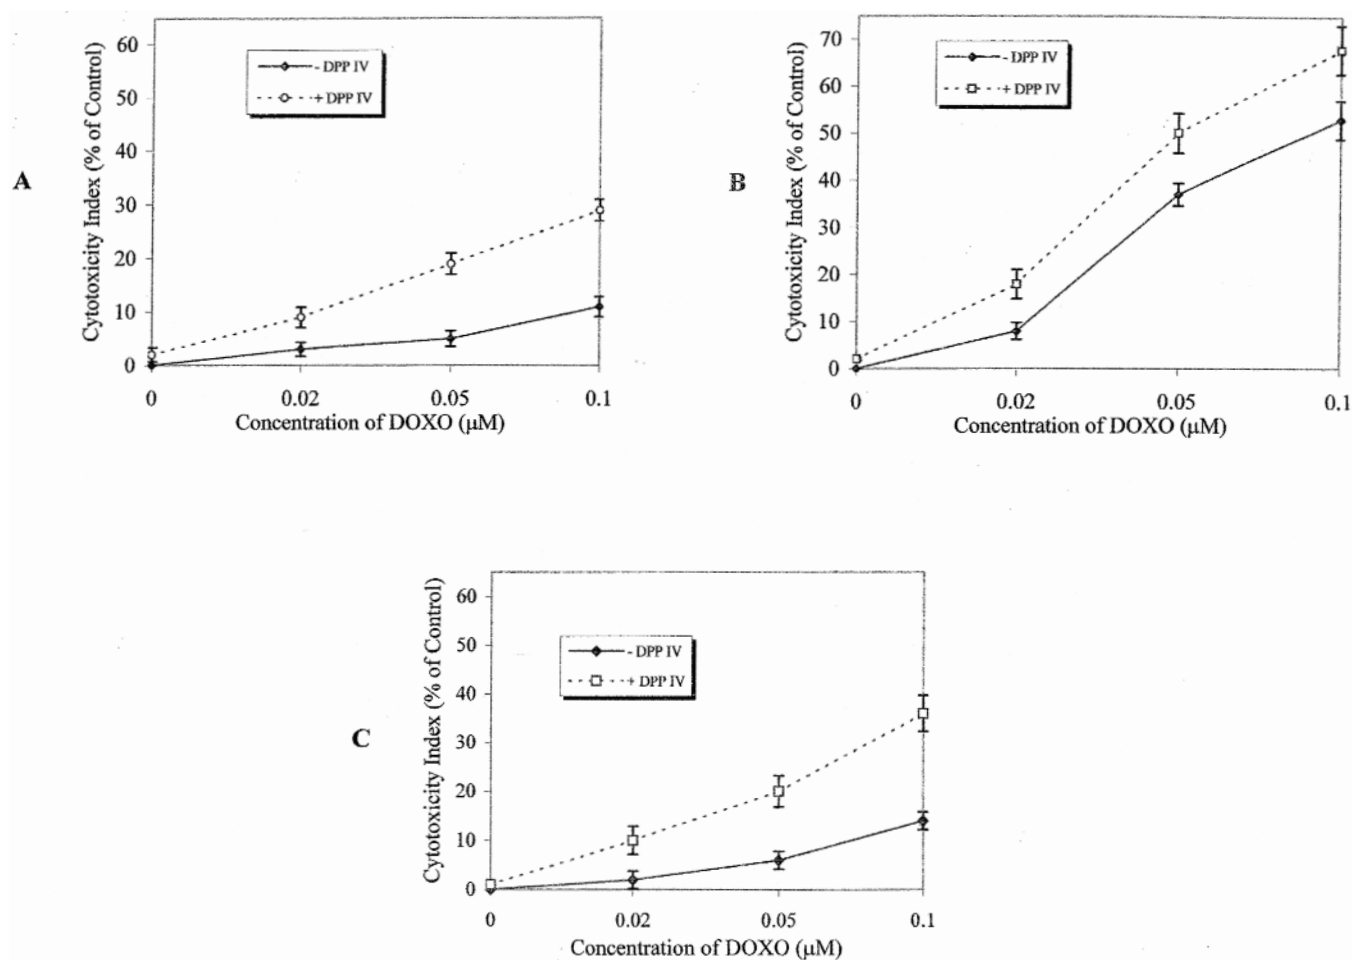 A
Cytotoxicity Index (% of Control)
60
50
40
30
20
10
0
- DPP IV
+ DPP IV
0 0.02 0.05 0.1
Concentration of DOXO (μM)
B
Cytotoxicity Index (% of Control)
70
60
50
40
30
20
10
0
- DPP IV
+ DPP IV
0 0.02 0.05 0.1
Concentration of DOXO (μM)
C
Cytotoxicity Index (% of Control)
60
50
40
30
20
10
0
- DPP IV
+ DPP IV
0 0.02 0.05 0.1
Concentration of DOXO (μM)